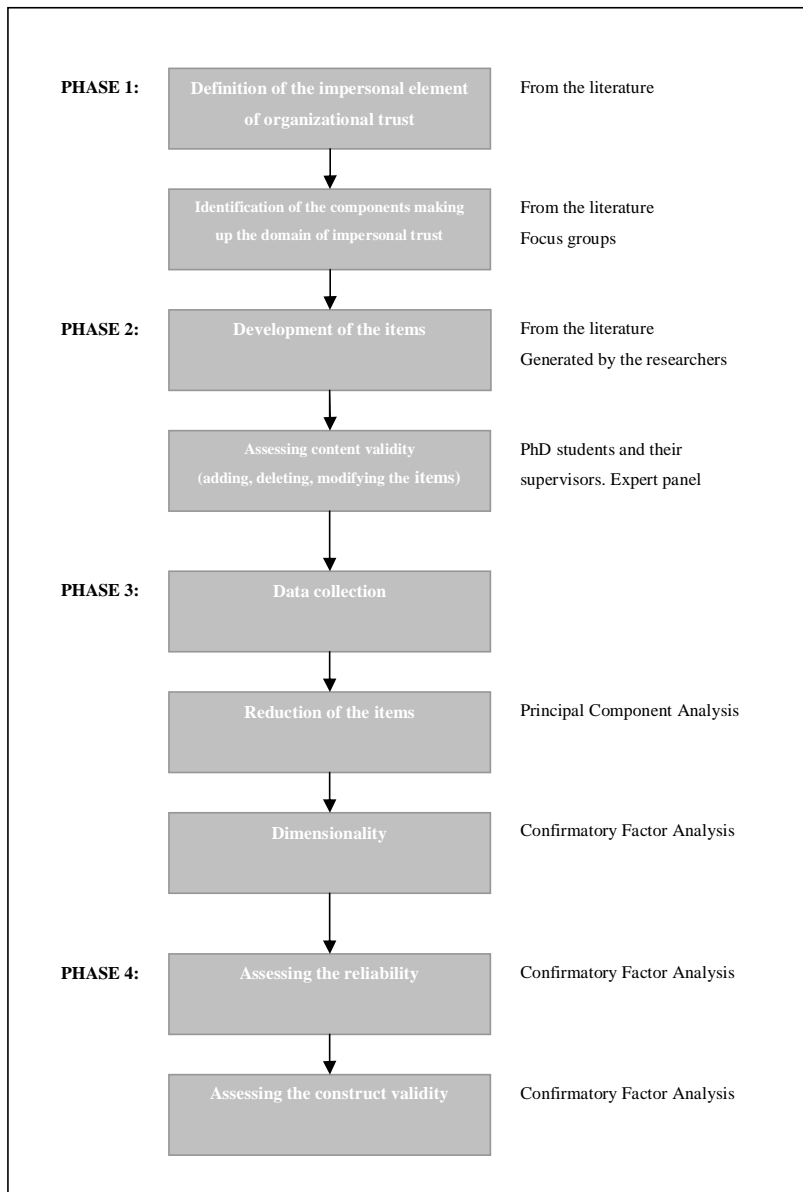 PHASE 1:
Definition of the impersonal element
of organizational trust
From the literature
Identification of the components making
up the domain of impersonal trust
From the literature
Focus groups
PHASE 2:
Development of the items
From the literature
Generated by the researchers
Assessing content validity
(adding, deleting, modifying the items)
PhD students and their
supervisors. Expert panel
PHASE 3:
Data collection
Reduction of the items
Principal Component Analysis
Dimensionality
Confirmatory Factor Analysis
PHASE 4:
Assessing the reliability
Confirmatory Factor Analysis
Assessing the construct validity
Confirmatory Factor Analysis